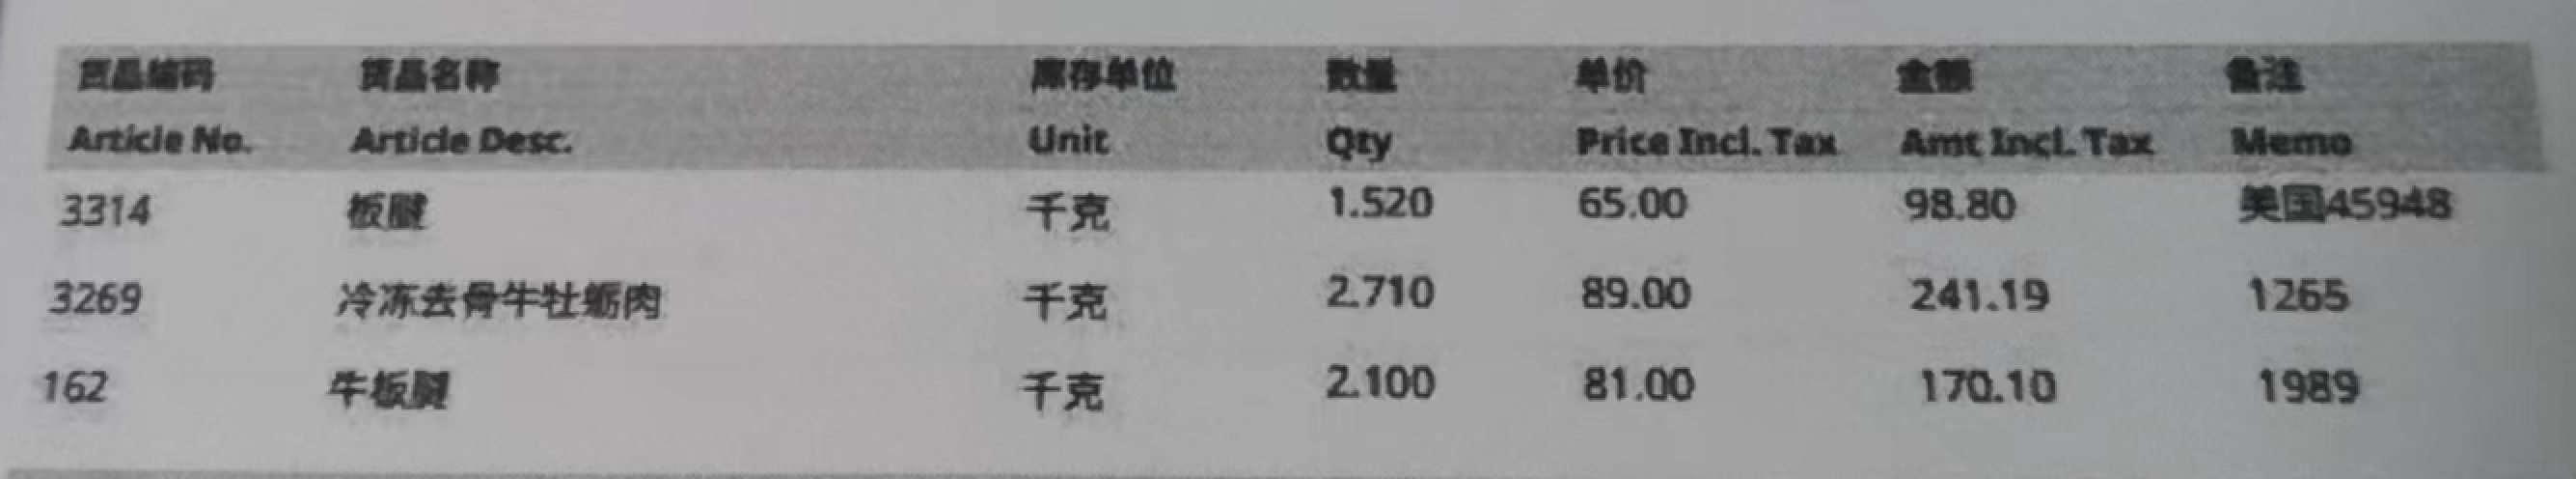 货品编码 货品名称 库存单位 数量 单价 金额 备注
Article No. Article Desc. Unit Qty Price Incl. Tax Amt Incl. Tax Memo
3314 板腱 千克 1.520 65.00 98.80 美国45948
3269 冷冻去骨牛牡蛎肉 千克 2.710 89.00 241.19 1265
162 牛板腱 千克 2.100 81.00 170.10 1989